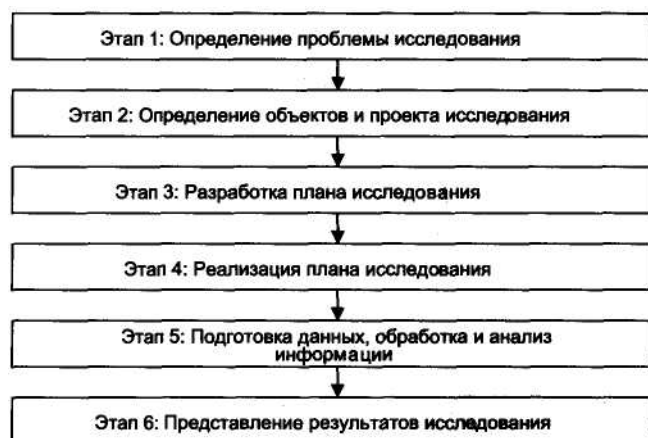 Этап 1: Определение проблемы исследования
Этап 2: Определение объектов и проекта исследования
Этап 3: Разработка плана исследования
Этап 4: Реализация плана исследования
Этап 5: Подготовка данных, обработка и анализ
информации
Этап 6: Представление результатов исследования